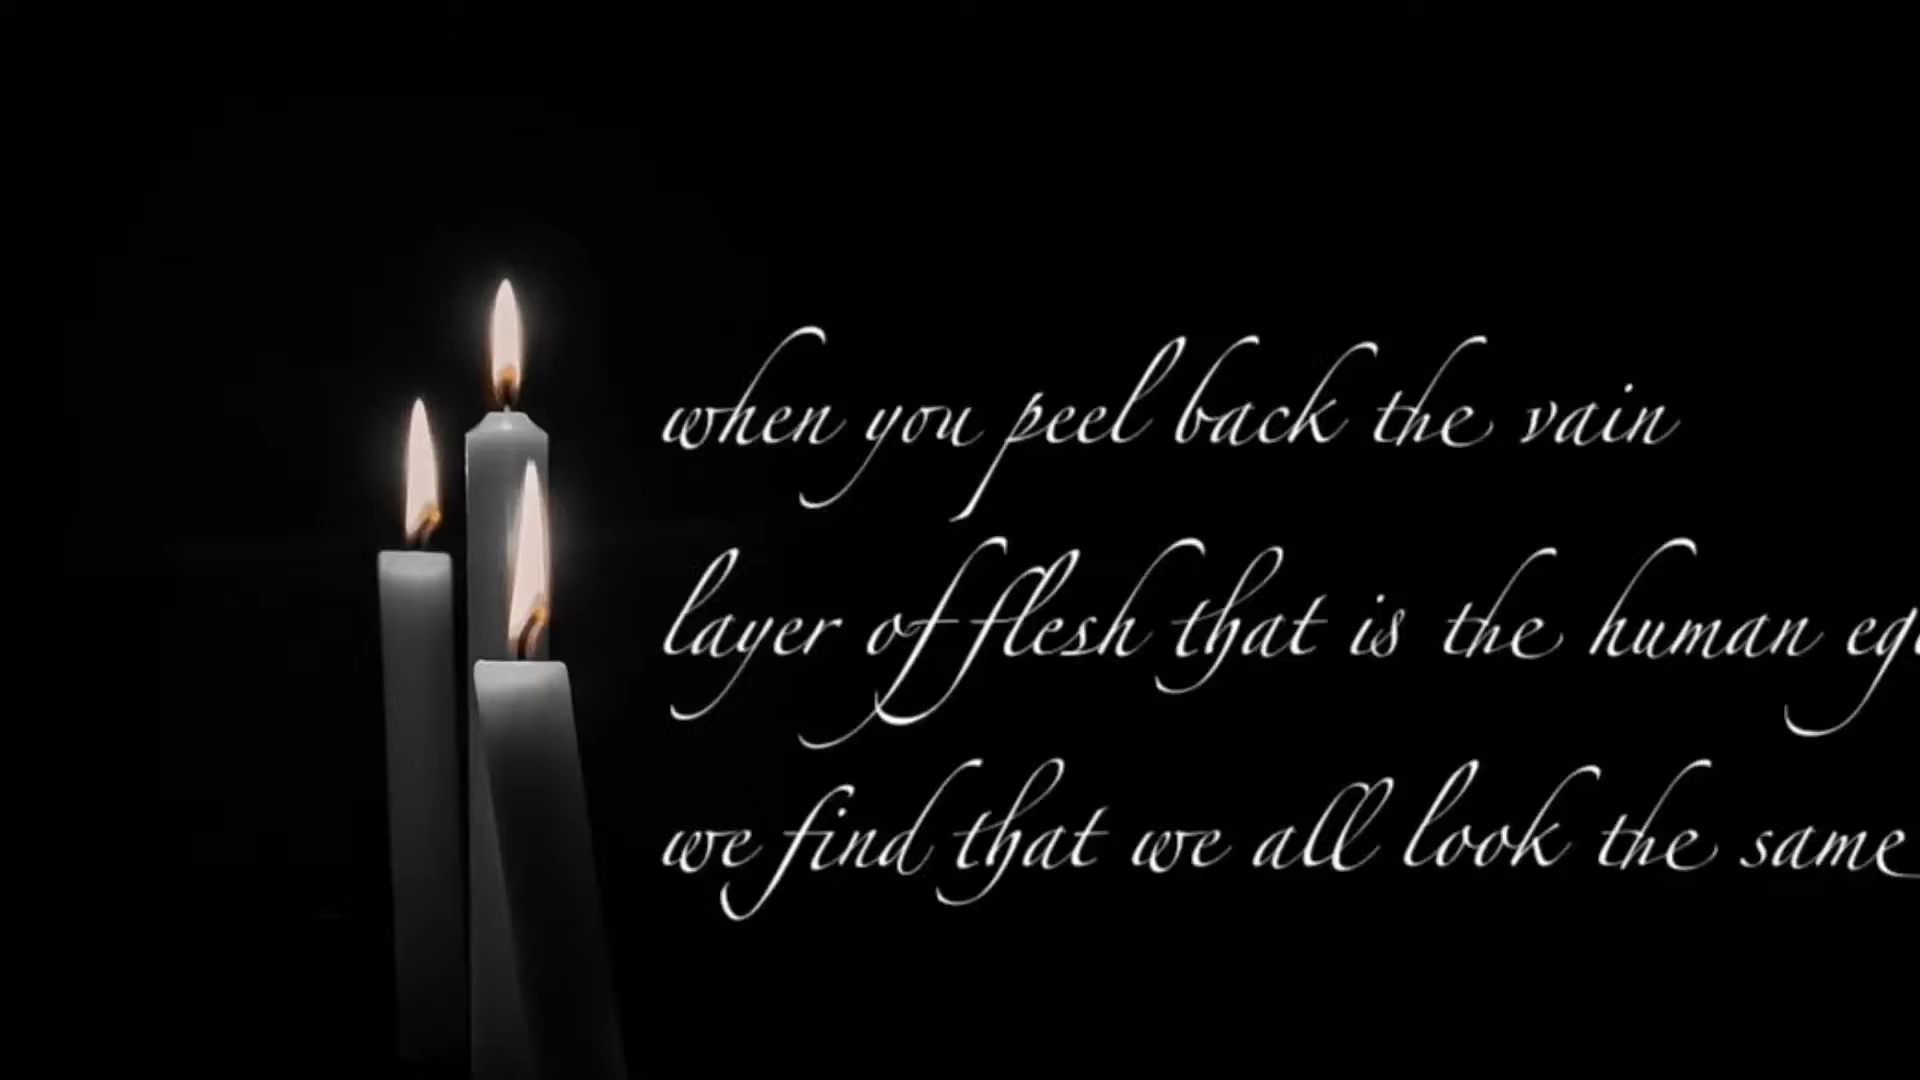 when you peel back the vain
layer of flesh that is the human ego
we find that we all look the same